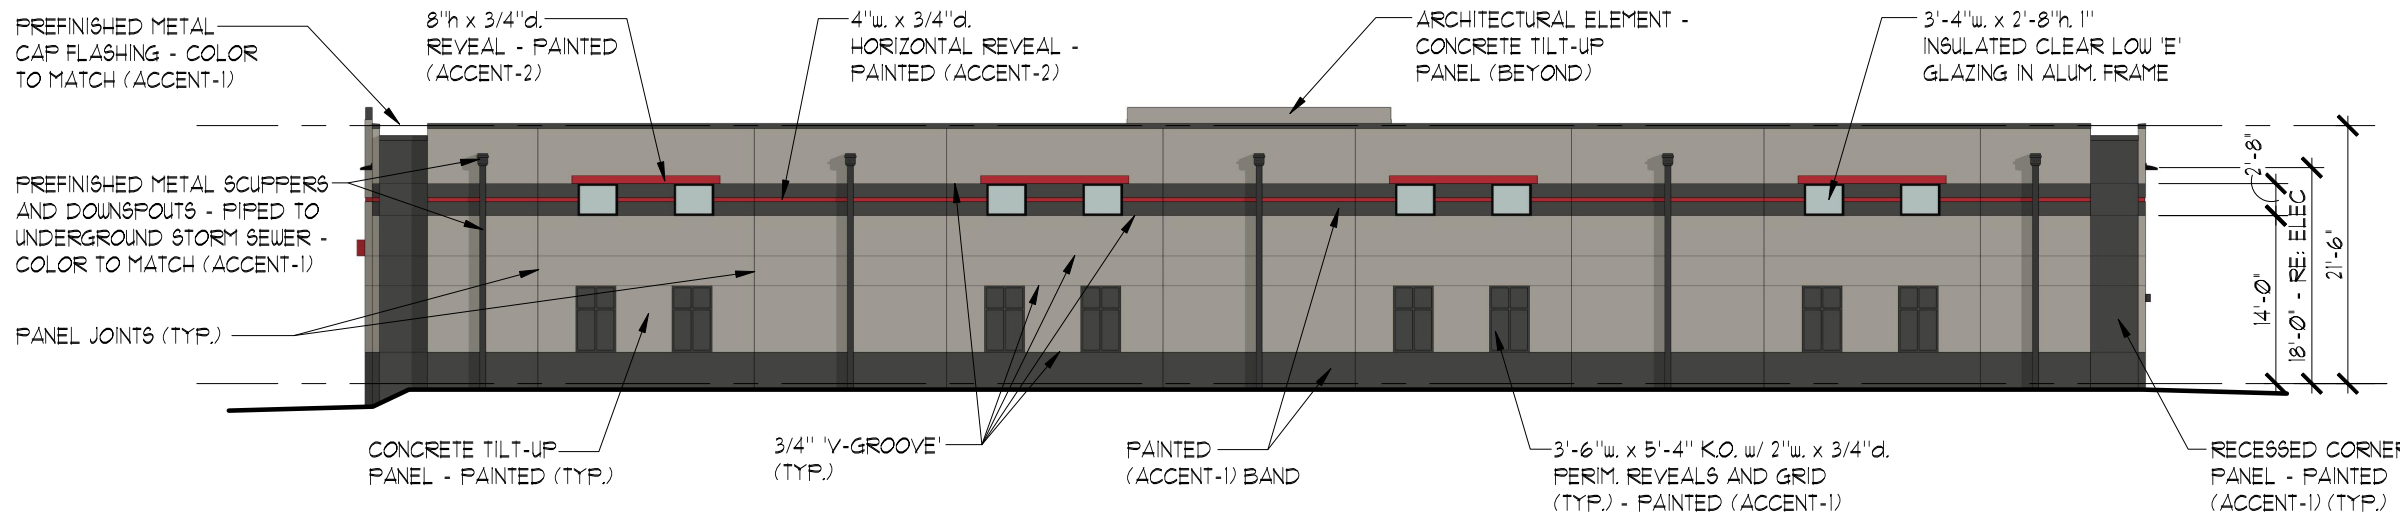 PREFINISHED METAL
CAP FLASHING - COLOR
TO MATCH (ACCENT-1)
8"h x 3/4"d.
REVEAL - PAINTED
(ACCENT-2)
4"w. x 3/4"d.
HORIZONTAL REVEAL -
PAINTED (ACCENT-2)
ARCHITECTURAL ELEMENT -
CONCRETE TILT-UP
PANEL (BEYOND)
3'-4"w. x 2'-8"h. 1"
INSULATED CLEAR LOW 'E'
GLAZING IN ALUM. FRAME
PREFINISHED METAL SCUPPERS
AND DOWNSPOUTS - PIPED TO
UNDERGROUND STORM SEWER -
COLOR TO MATCH (ACCENT-1)
PANEL JOINTS (TYP.)
2'-8"
14'-0"
18'-0" - RE: ELEC
21'-6"
CONCRETE TILT-UP
PANEL - PAINTED (TYP.)
3/4" 'V-GROOVE'
(TYP.)
PAINTED
(ACCENT-1) BAND
3'-6"w. x 5'-4" K.O. w/ 2"w. x 3/4"d.
PERIM. REVEALS AND GRID
(TYP.) - PAINTED (ACCENT-1)
RECESSED CORNER
PANEL - PAINTED
(ACCENT-1) (TYP.)